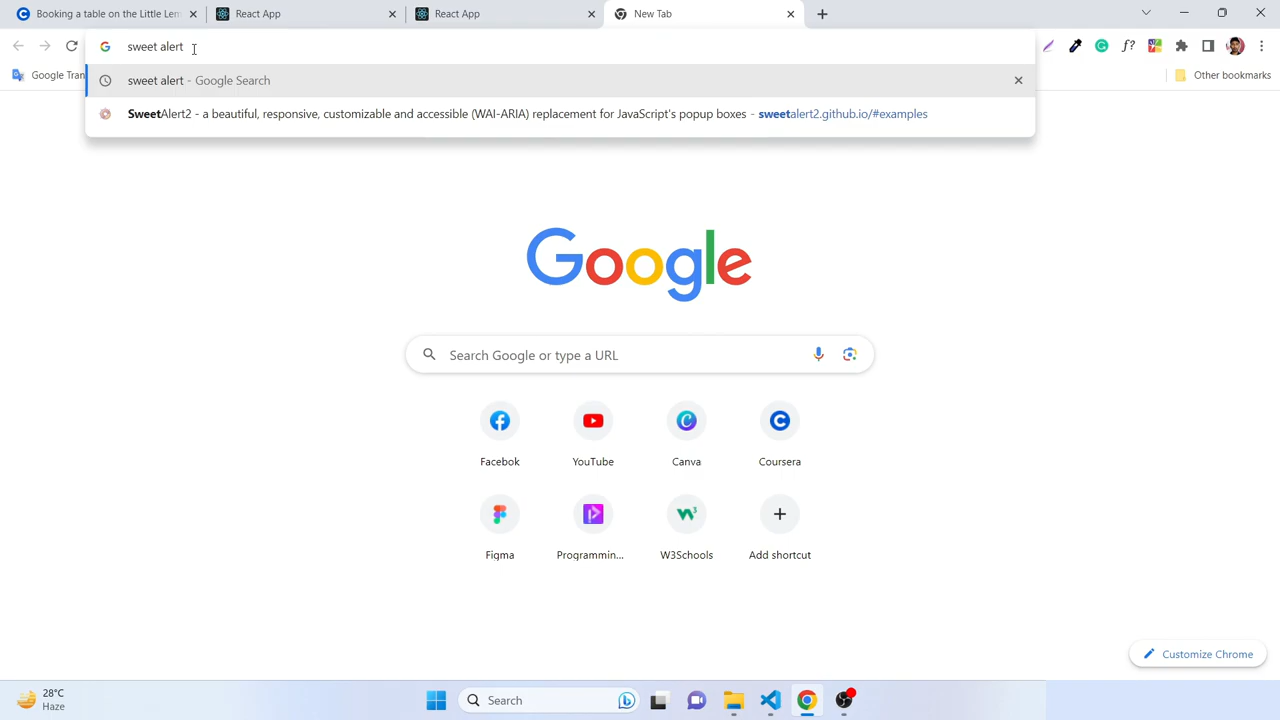 Booking a table on the Little Len
React App
React App
New Tab
sweet alert
Google Tran
Other bookmarks
sweet alert - Google Search
SweetAlert2 - a beautiful, responsive, customizable and accessible (WAI-ARIA) replacement for JavaScript's popup boxes - sweetalert2.github.io/#examples
Google
Search Google or type a URL
Facebok
YouTube
Canva
Coursera
Figma
Programmin...
W3Schools
Add shortcut
Customize Chrome
28°C
Haze
Search